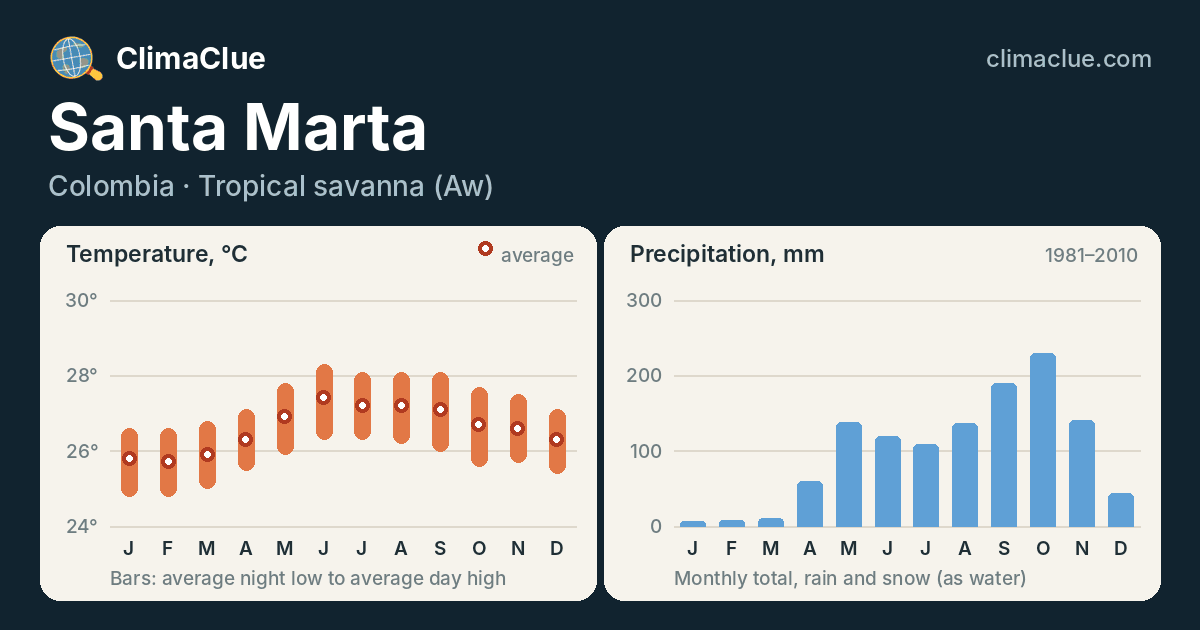 ClimaClue
climaclue.com
Santa Marta
Colombia · Tropical savanna (Aw)
Temperature, °C
average
30°
28°
26°
24°
J F M A M J J A S O N D
Bars: average night low to average day high
Precipitation, mm
1981–2010
300
200
100
0
J F M A M J J A S O N D
Monthly total, rain and snow (as water)